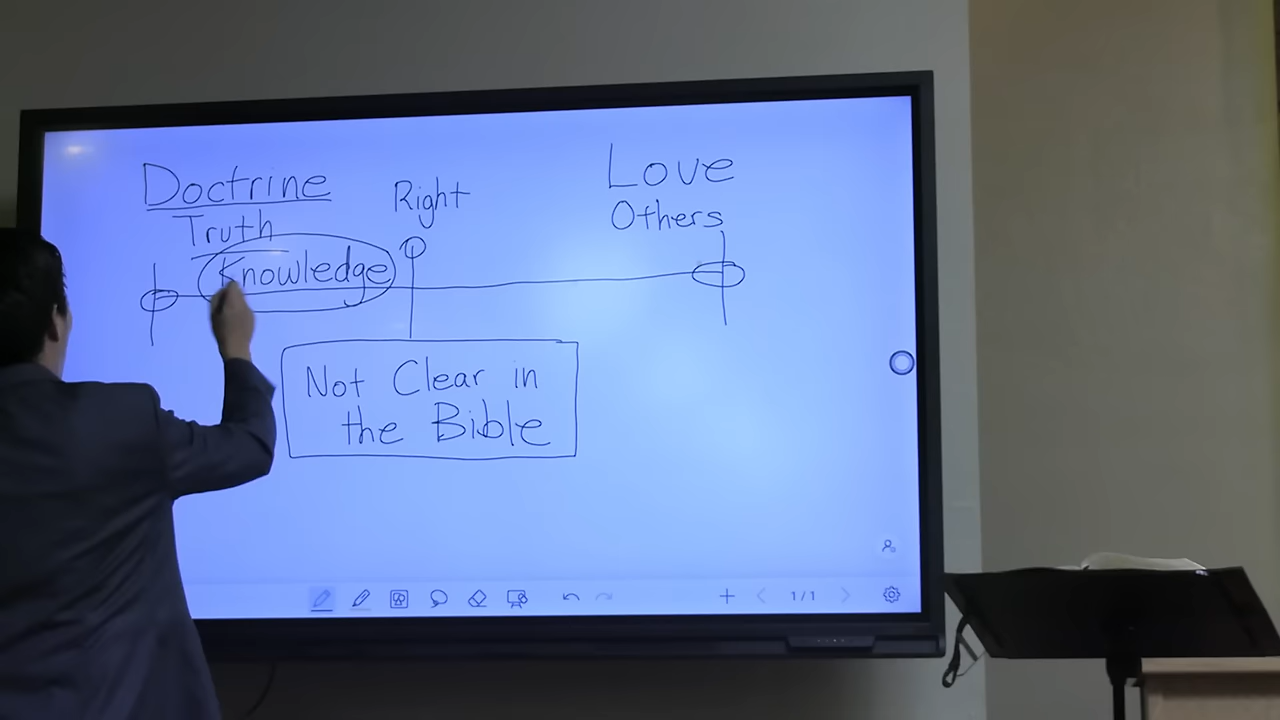 Doctrine
Truth
Knowledge
Right
Love
Others
Not Clear in
the Bible
1/1